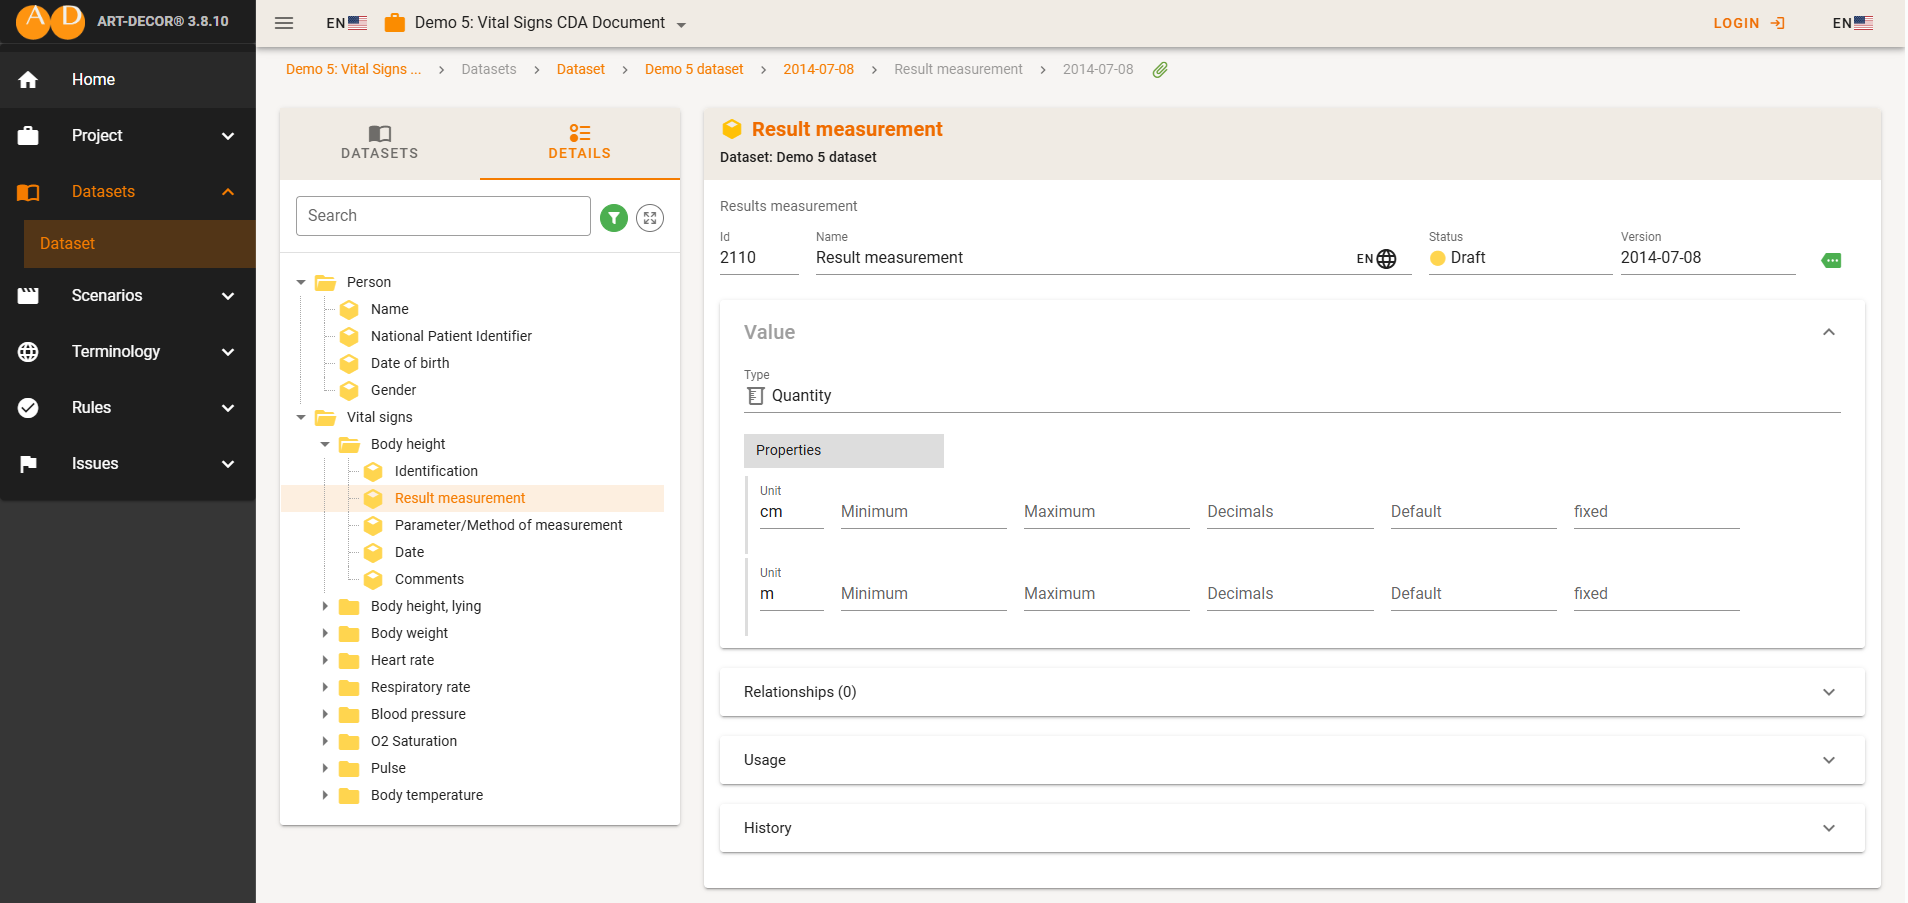 AD ART-DECOR® 3.8.10
EN Demo 5: Vital Signs CDA Document LOGIN EN
Home
Project
Datasets
Dataset
Scenarios
Terminology
Rules
Issues
Demo 5: Vital Signs ... > Datasets > Dataset > Demo 5 dataset > 2014-07-08 > Result measurement > 2014-07-08
DATASETS DETAILS
Search
Person
Name
National Patient Identifier
Date of birth
Gender
Vital signs
Body height
Identification
Result measurement
Parameter/Method of measurement
Date
Comments
Body height, lying
Body weight
Heart rate
Respiratory rate
Blood pressure
O2 Saturation
Pulse
Body temperature
Result measurement
Dataset: Demo 5 dataset
Results measurement
Id Name Status Version
2110 Result measurement EN Draft 2014-07-08
Value
Type
Quantity
Properties
Unit
cm Minimum Maximum Decimals Default fixed
Unit
m Minimum Maximum Decimals Default fixed
Relationships (0)
Usage
History